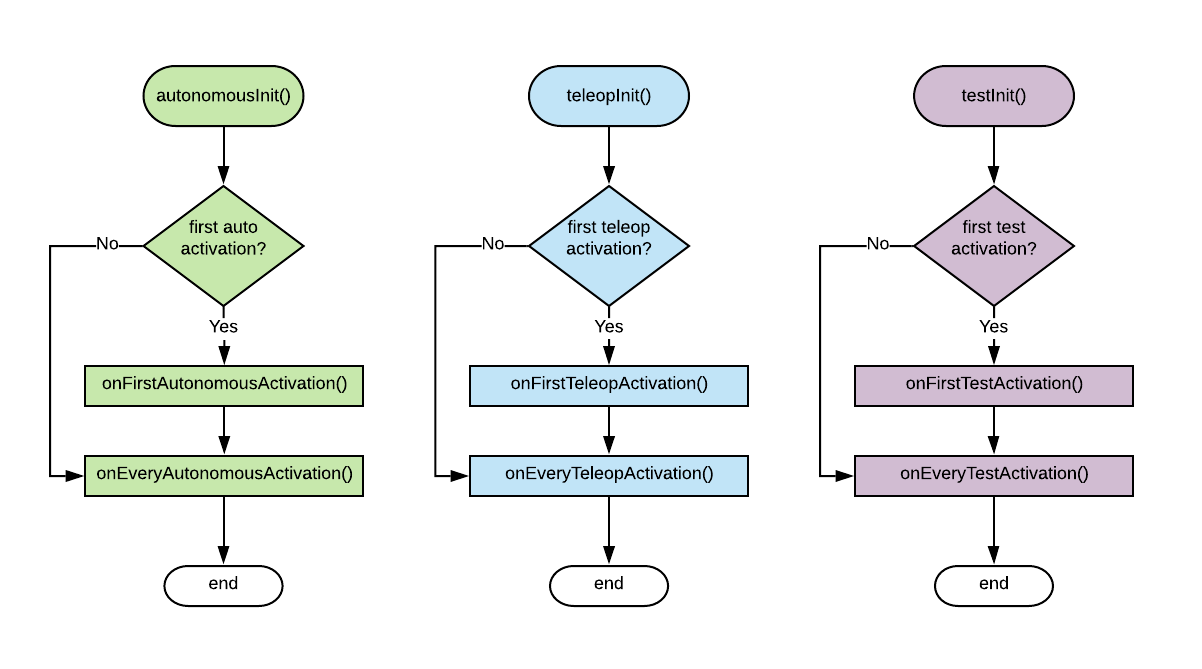 autonomousInit()
first auto
activation?
No
Yes
onFirstAutonomousActivation()
onEveryAutonomousActivation()
end
teleopInit()
first teleop
activation?
No
Yes
onFirstTeleopActivation()
onEveryTeleopActivation()
end
testInit()
first test
activation?
No
Yes
onFirstTestActivation()
onEveryTestActivation()
end